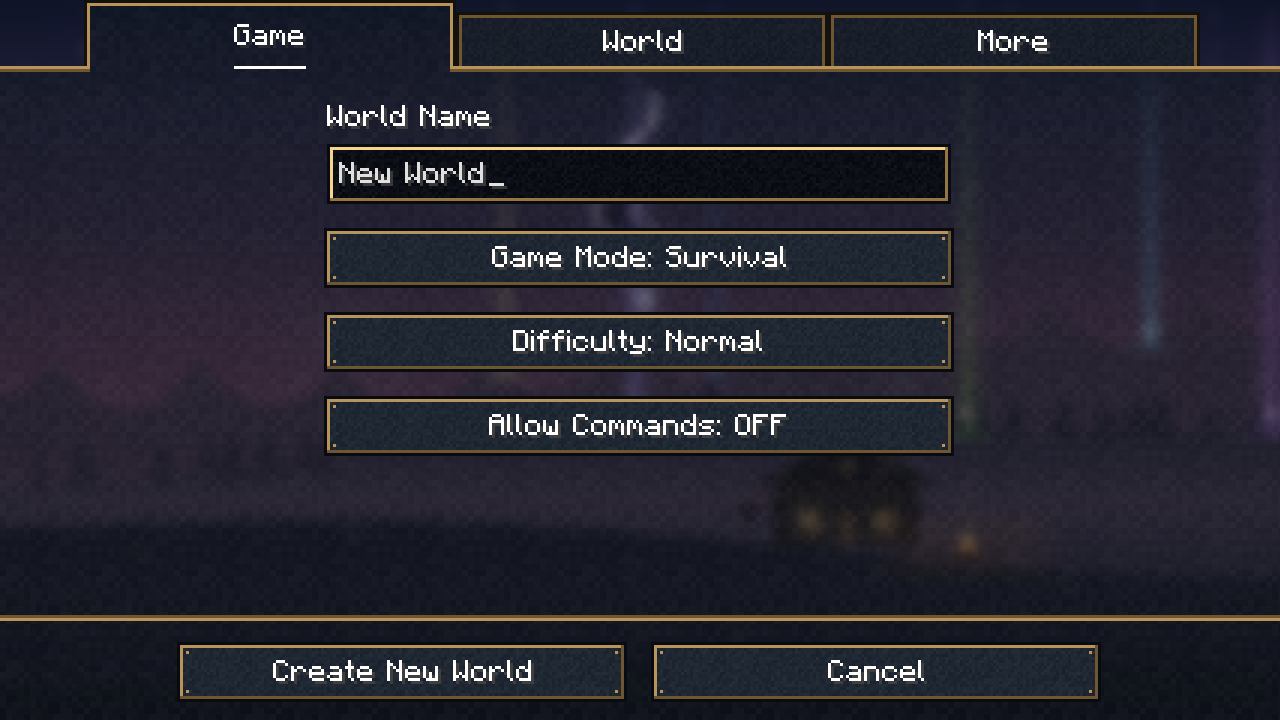 Game
World
More
World Name
New World_
Game Mode: Survival
Difficulty: Normal
Allow Commands: OFF
Create New World
Cancel